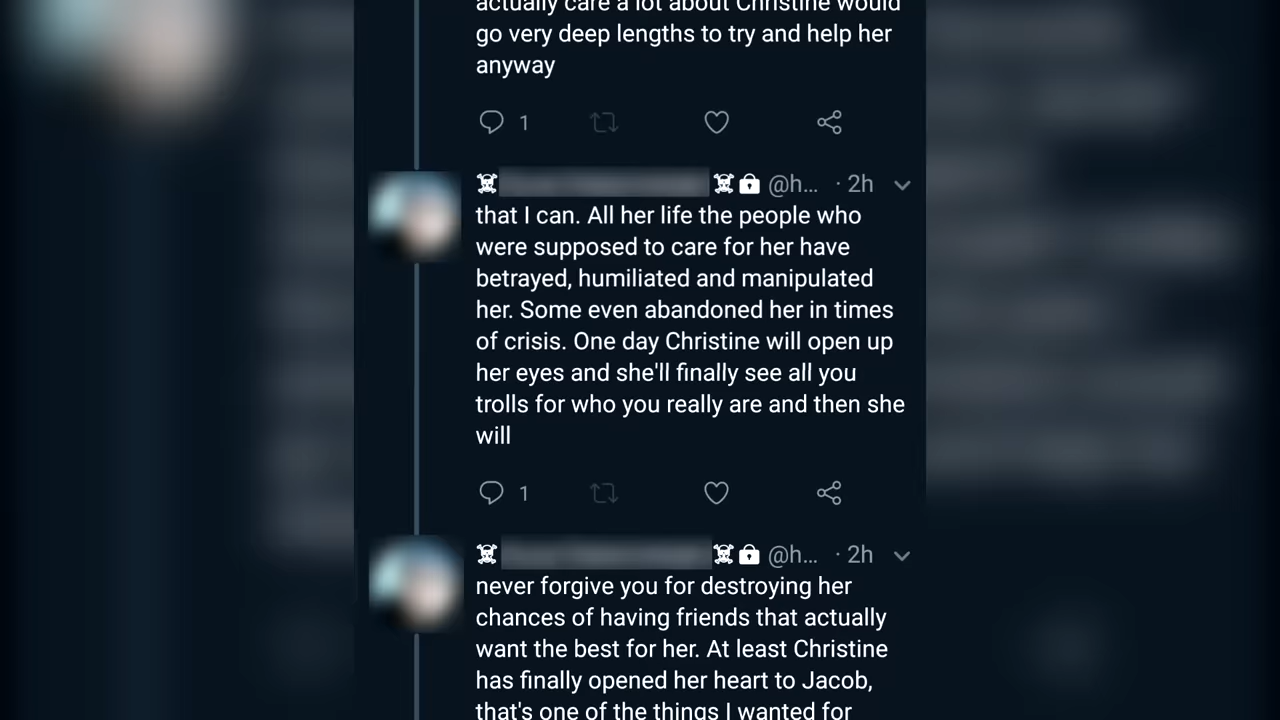 actually care a lot about Christine would
go very deep lengths to try and help her
anyway
1
@h... · 2h
that I can. All her life the people who
were supposed to care for her have
betrayed, humiliated and manipulated
her. Some even abandoned her in times
of crisis. One day Christine will open up
her eyes and she'll finally see all you
trolls for who you really are and then she
will
1
@h... · 2h
never forgive you for destroying her
chances of having friends that actually
want the best for her. At least Christine
has finally opened her heart to Jacob,
that's one of the things I wanted for